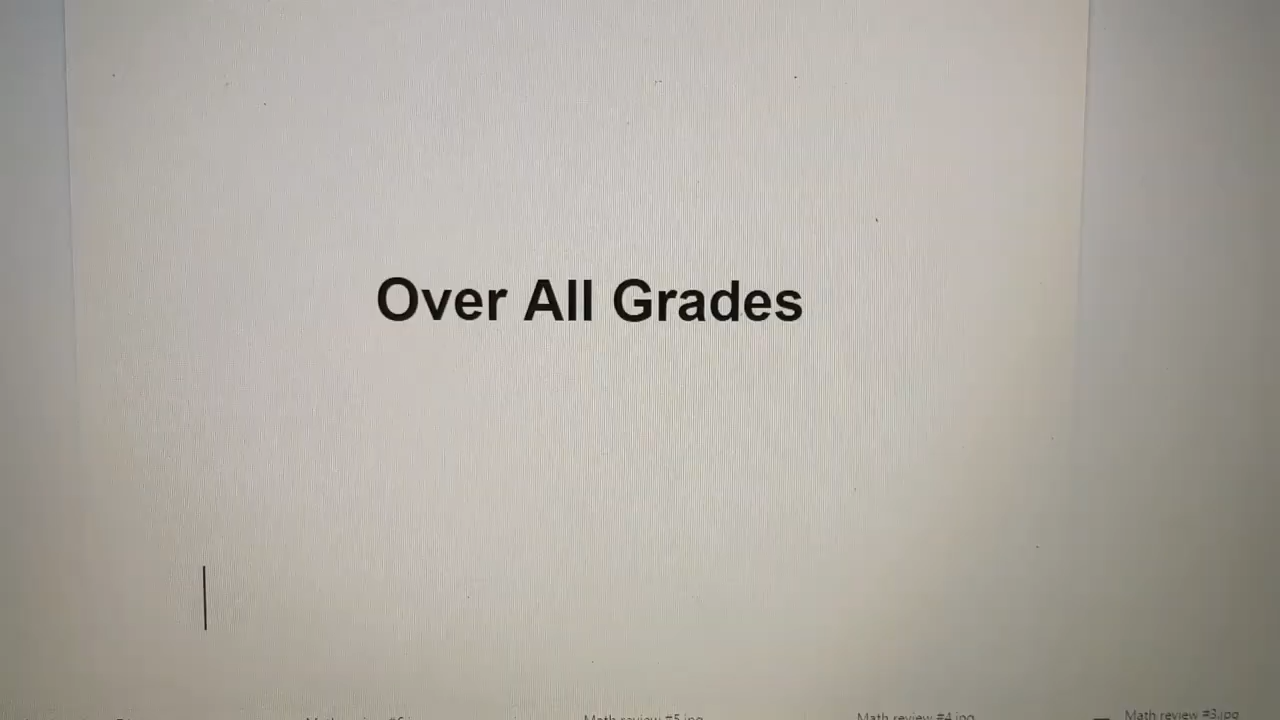 Over All Grades
Math review #5.jpg
Math review #4.jpg
Math review #3.jpg